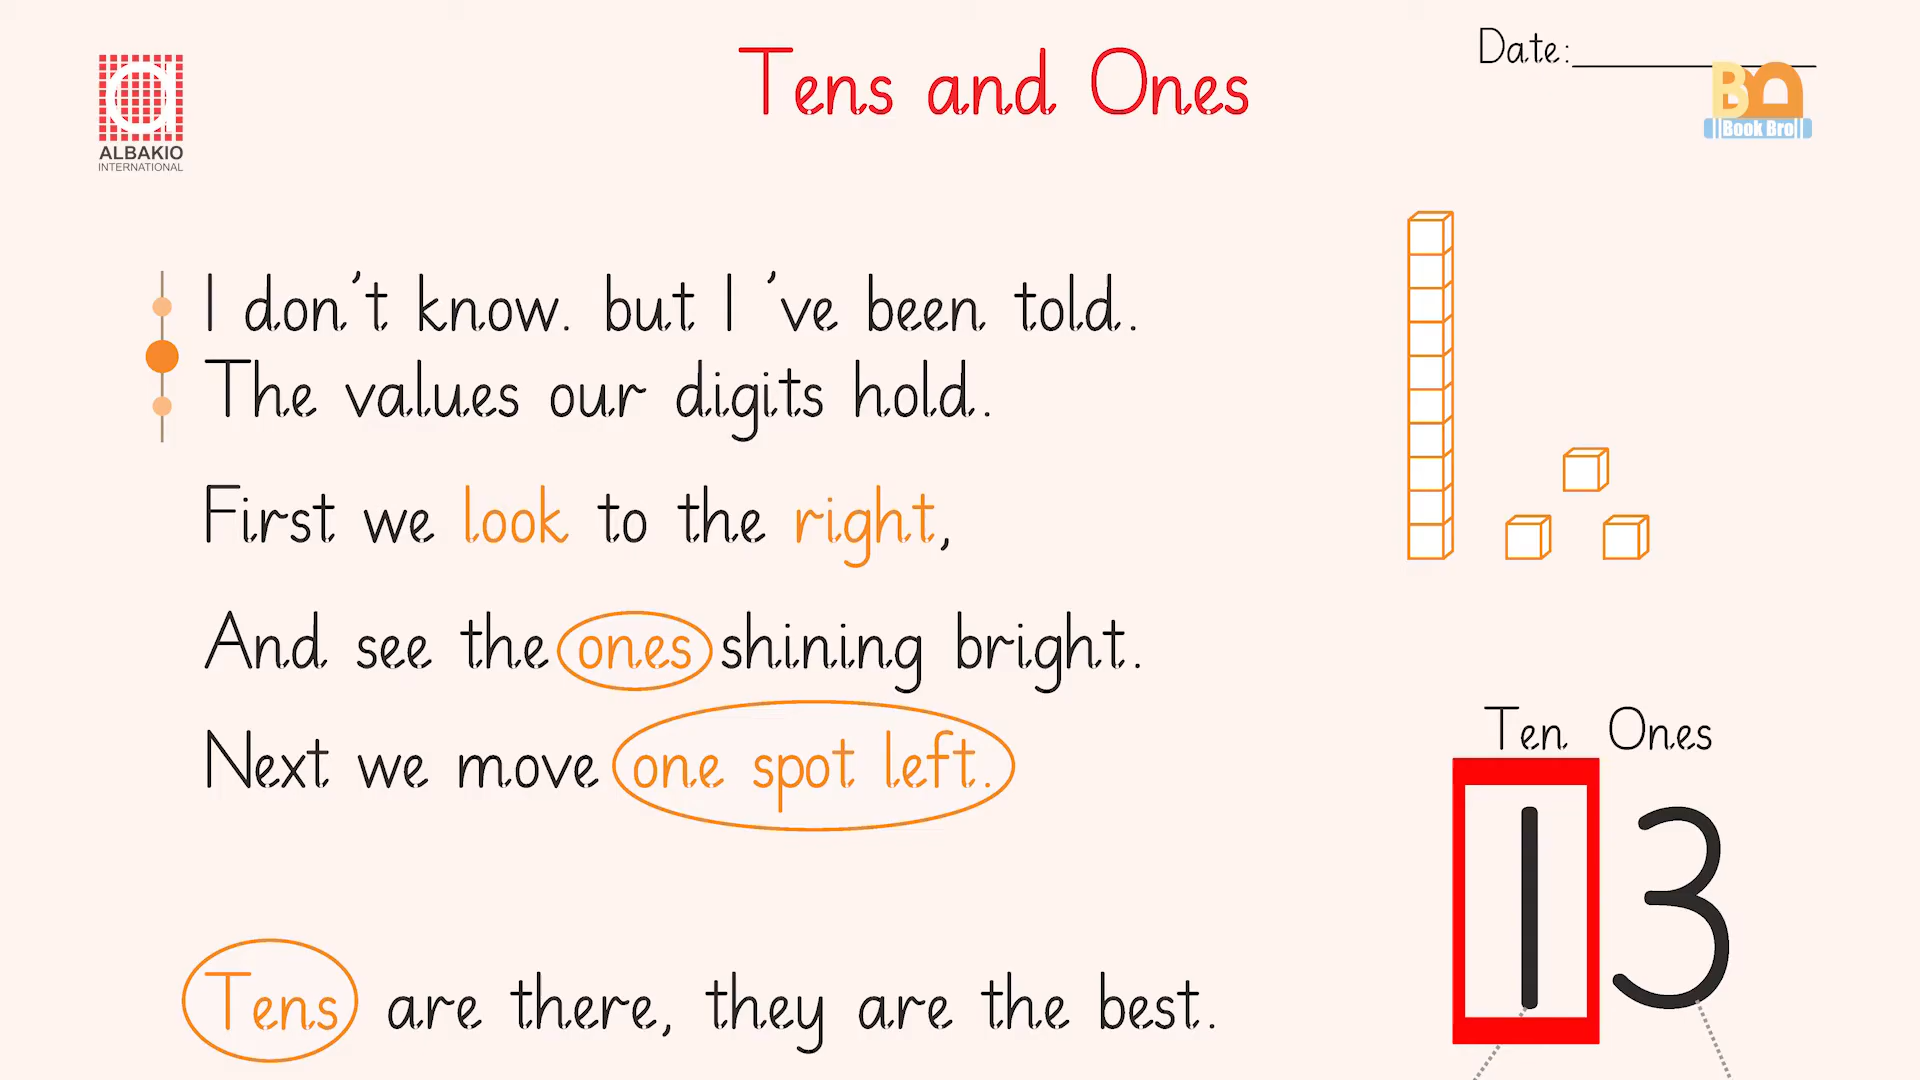 Tens and Ones
Date:
ALBAKIO
INTERNATIONAL
BD
Book Bro
I don't know. but I 've been told.
The values our digits hold.
First we look to the right,
And see the ones shining bright.
Next we move one spot left.
Tens are there, they are the best.
Ten Ones
13